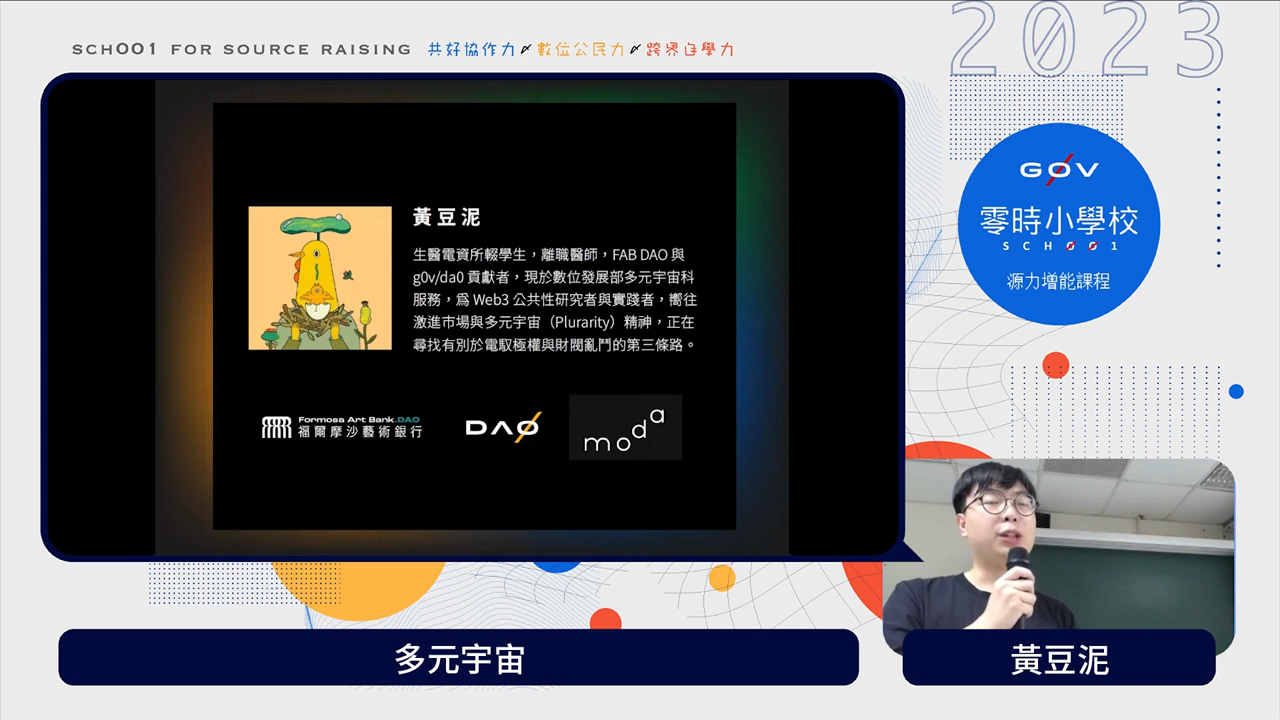 SCH001 FOR SOURCE RAISING 共好協作力 數位公民力 跨界自學力
2023
G0V
零時小學校
SCH001
源力增能課程
黃豆泥
生醫電資所輟學生，離職醫師，FAB DAO 與
g0v/da0 貢獻者，現於數位發展部多元宇宙科
服務，為 Web3 公共性研究者與實踐者，嚮往
激進市場與多元宇宙（Plurarity）精神，正在
尋找有別於電馭極權與財閥亂鬥的第三條路。
Formosa Art Bank.DAO
福爾摩沙藝術銀行
DA0
moda
多元宇宙
黃豆泥